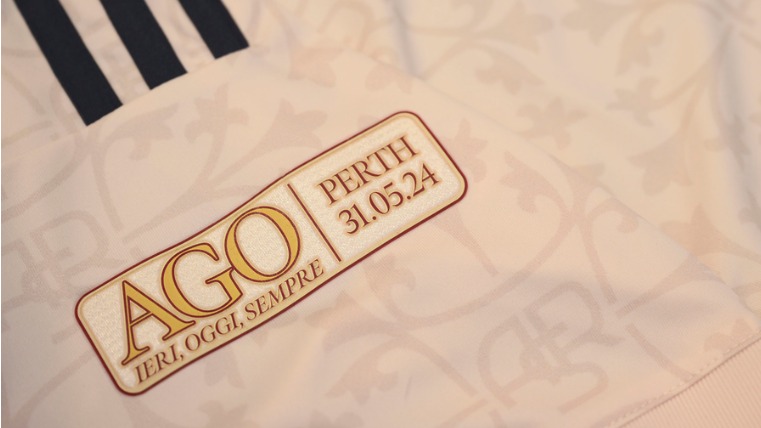 AGO
IERI, OGGI, SEMPRE
PERTH
31.05.24